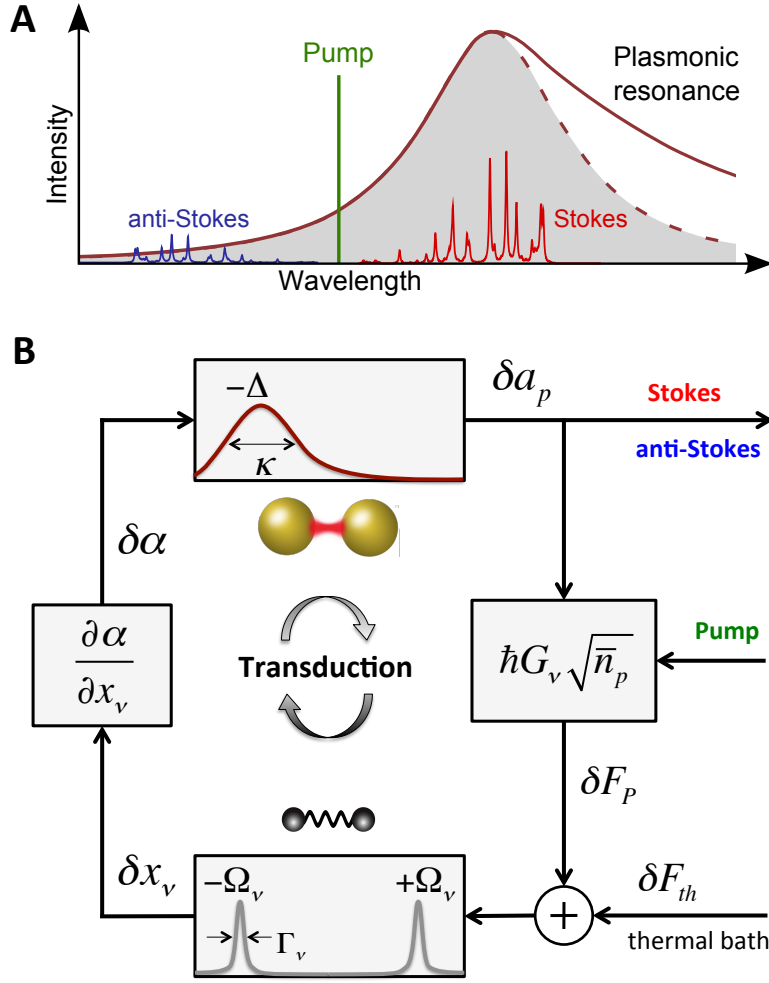 A
Intensity
Pump
Plasmonic
resonance
anti-Stokes
Stokes
Wavelength
B
−Δ
κ
δa_p
Stokes
anti-Stokes
δα
∂α
∂x_ν
Transduction
ħG_ν√n̅_p
Pump
δF_P
δx_ν
−Ω_ν
+Ω_ν
Γ_ν
+
δF_th
thermal bath